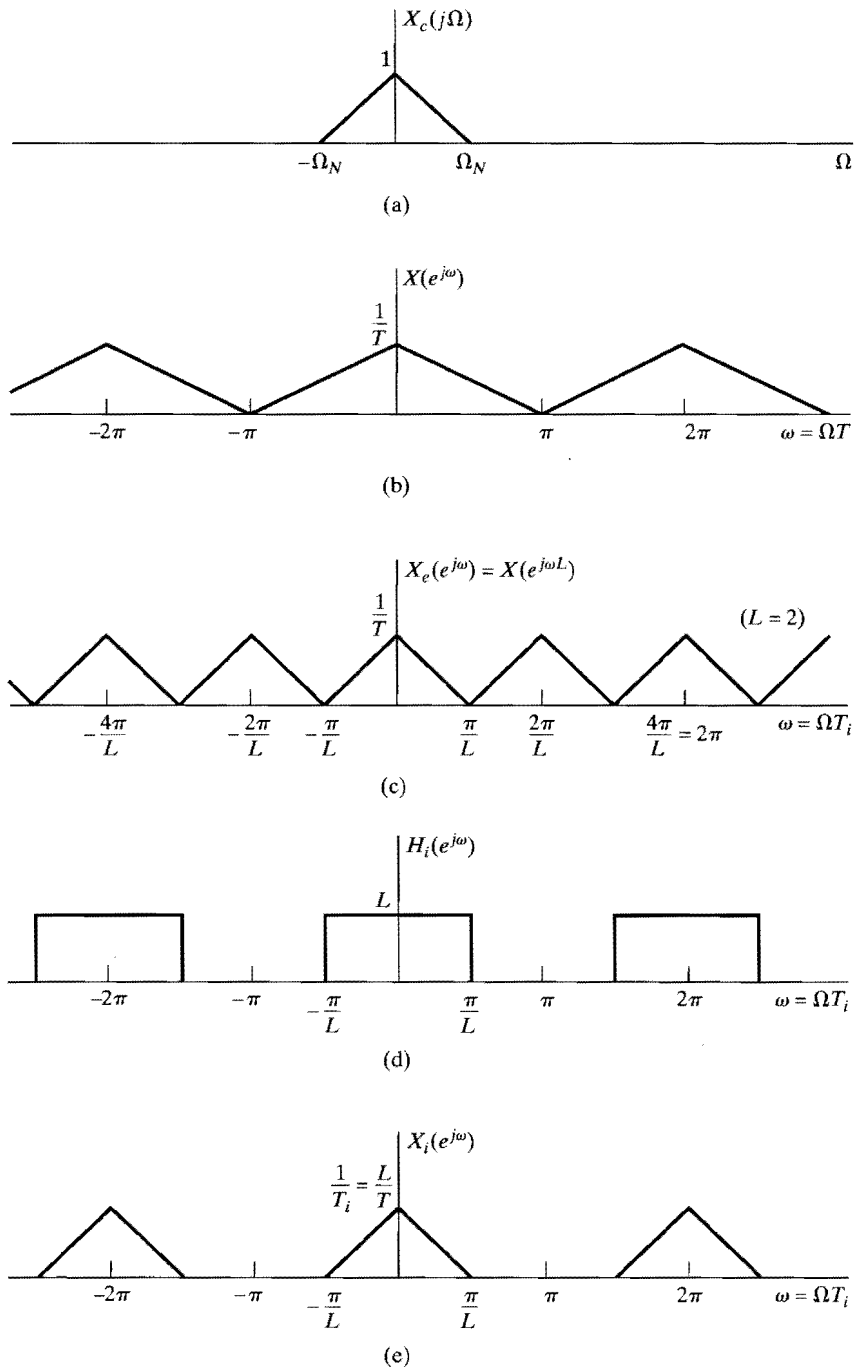 X_c(jΩ)
1
−Ω_N Ω_N Ω
(a)
X(e^{jω})
1/T
−2π −π π 2π ω = ΩT
(b)
X_e(e^{jω}) = X(e^{jωL})
1/T (L = 2)
−4π/L −2π/L −π/L π/L 2π/L 4π/L = 2π ω = ΩT_i
(c)
H_i(e^{jω})
L
−2π −π −π/L π/L π 2π ω = ΩT_i
(d)
X_i(e^{jω})
1/T_i = L/T
−2π −π −π/L π/L π 2π ω = ΩT_i
(e)